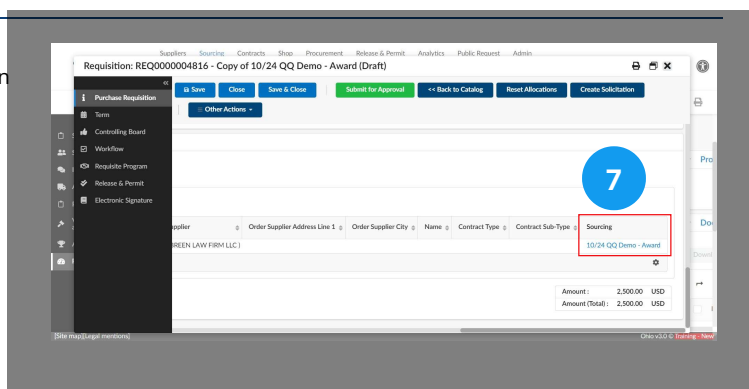 Suppliers Sourcing Contracts Shop Procurement Release & Permit Analytics Public Request Admin
Requisition: REQ0000004816 - Copy of 10/24 QQ Demo - Award (Draft)
Save Close Save & Close Submit for Approval << Back to Catalog Reset Allocations Create Solicitation
Other Actions
Purchase Requisition
Term
Controlling Board
Workflow
Requisite Program
Release & Permit
Electronic Signature
7
Pro
Order Supplier Address Line 1 Order Supplier City Name Contract Type Contract Sub-Type Sourcing
LAW FIRM LLC ) 10/24 QQ Demo - Award
Amount : 2,500.00 USD
Amount (Total) : 2,500.00 USD
[Site map][Legal mentions] Ohio v3.0 © Training - New